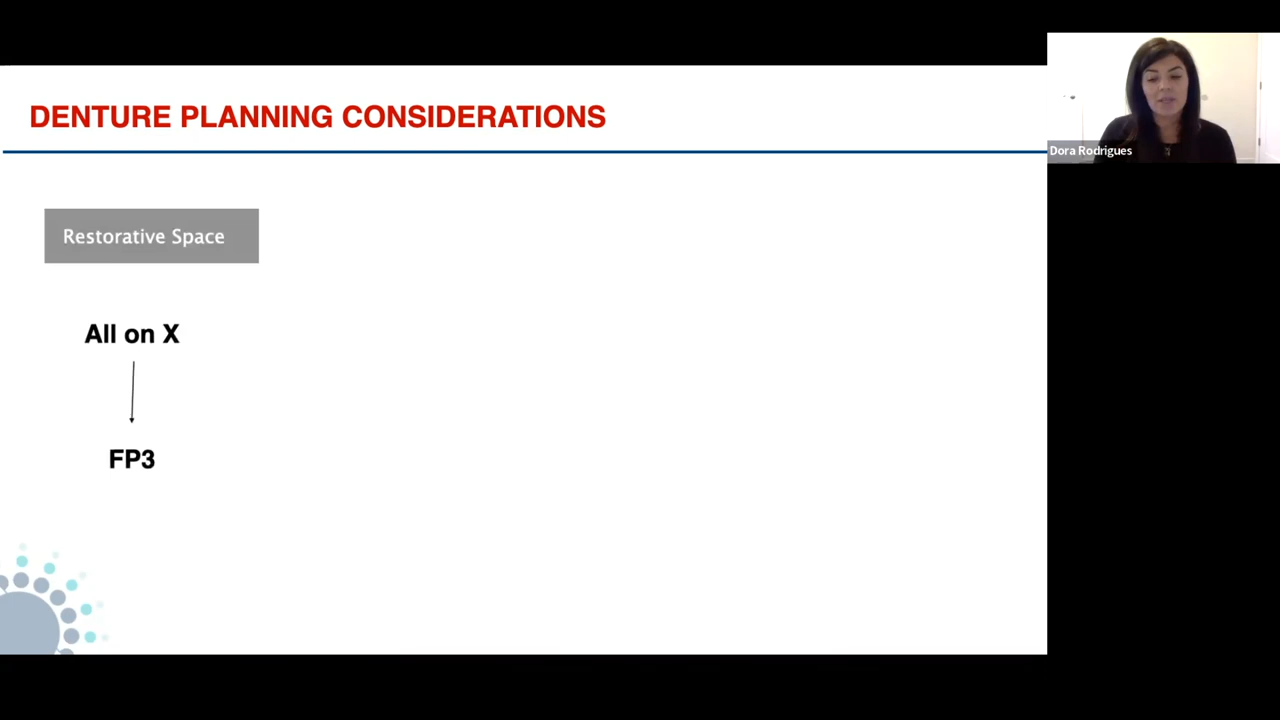 DENTURE PLANNING CONSIDERATIONS
Dora Rodrigues
Restorative Space
All on X
FP3